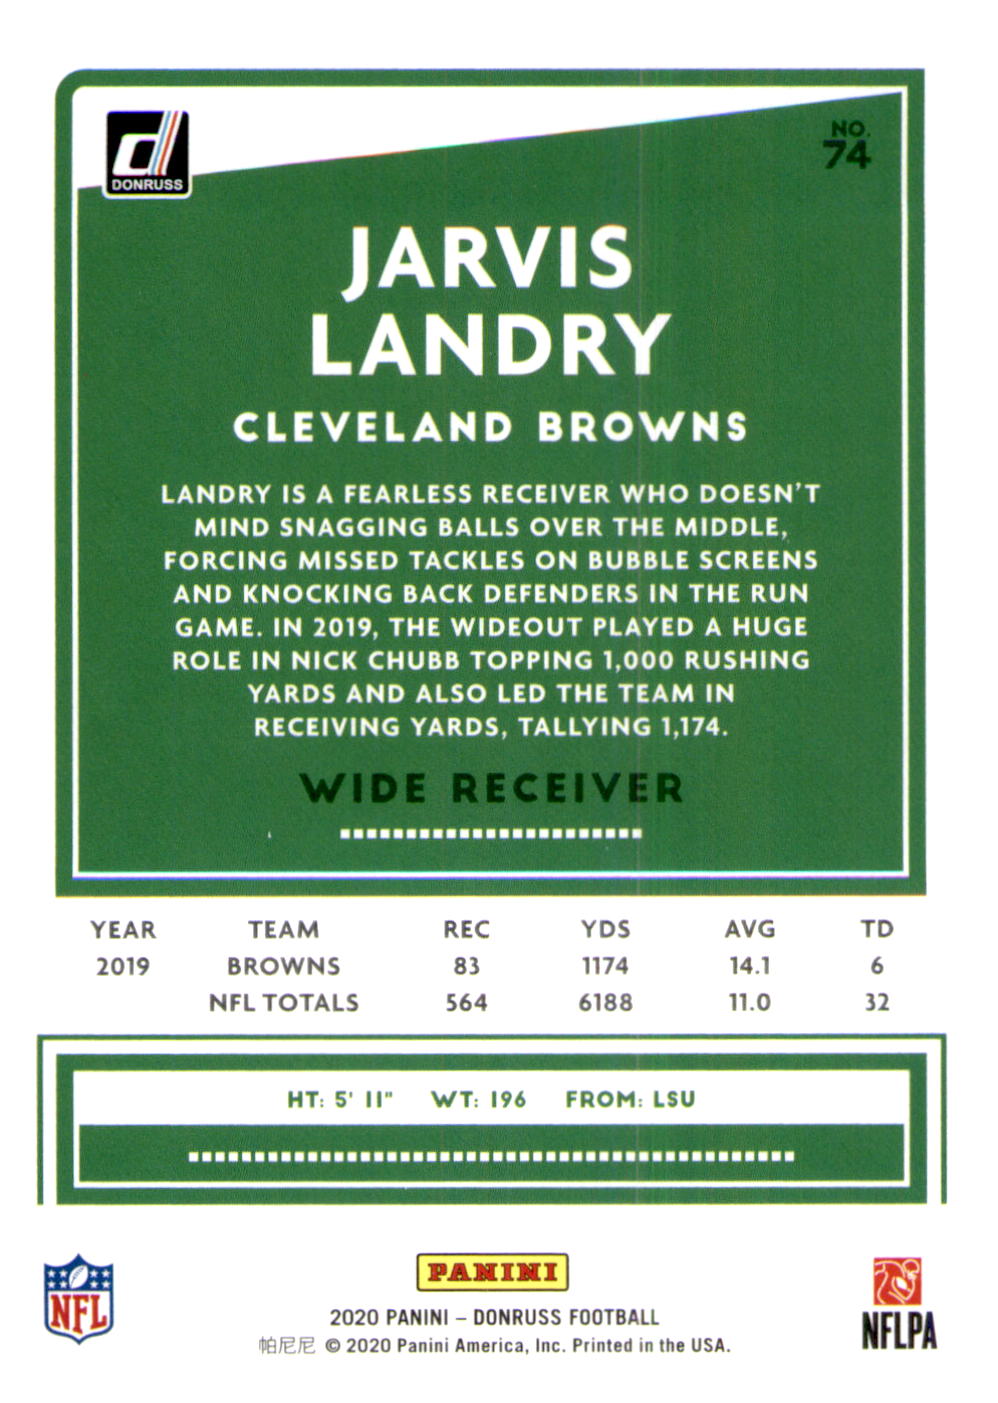 DONRUSS
NO.
74
JARVIS
LANDRY
CLEVELAND BROWNS
LANDRY IS A FEARLESS RECEIVER WHO DOESN'T
MIND SNAGGING BALLS OVER THE MIDDLE,
FORCING MISSED TACKLES ON BUBBLE SCREENS
AND KNOCKING BACK DEFENDERS IN THE RUN
GAME. IN 2019, THE WIDEOUT PLAYED A HUGE
ROLE IN NICK CHUBB TOPPING 1,000 RUSHING
YARDS AND ALSO LED THE TEAM IN
RECEIVING YARDS, TALLYING 1,174.
WIDE RECEIVER
YEAR TEAM REC YDS AVG TD
2019 BROWNS 83 1174 14.1 6
NFL TOTALS 564 6188 11.0 32
HT: 5' 11" WT: 196 FROM: LSU
NFL
PANINI
NFLPA
2020 PANINI – DONRUSS FOOTBALL
帕尼尼 © 2020 Panini America, Inc. Printed in the USA.